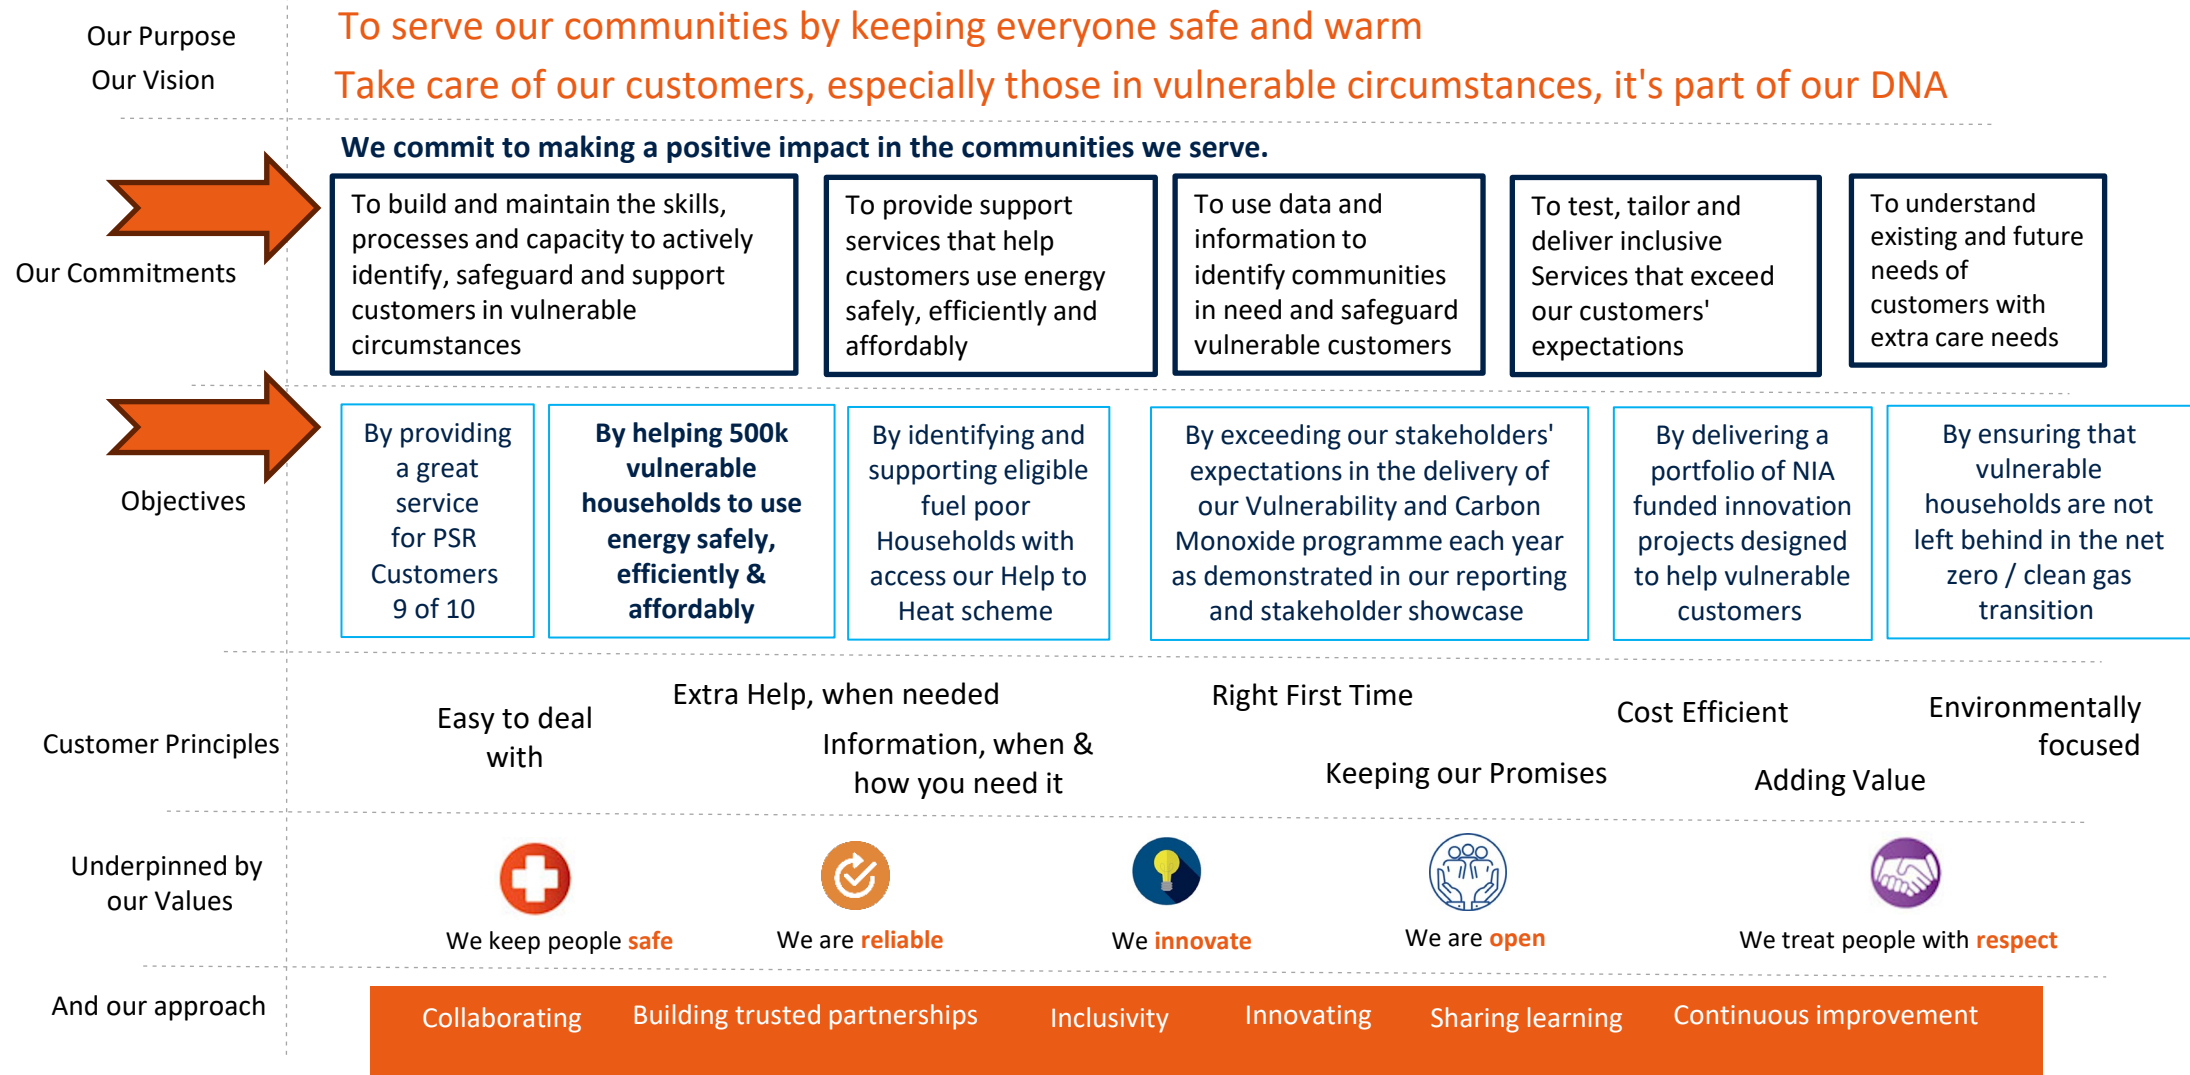 Our Purpose
To serve our communities by keeping everyone safe and warm
Our Vision
Take care of our customers, especially those in vulnerable circumstances, it's part of our DNA
We commit to making a positive impact in the communities we serve.
Our Commitments
To build and maintain the skills,
processes and capacity to actively
identify, safeguard and support
customers in vulnerable
circumstances
To provide support
services that help
customers use energy
safely, efficiently and
affordably
To use data and
information to
identify communities
in need and safeguard
vulnerable customers
To test, tailor and
deliver inclusive
Services that exceed
our customers'
expectations
To understand
existing and future
needs of
customers with
extra care needs
Objectives
By providing
a great
service
for PSR
Customers
9 of 10
By helping 500k
vulnerable
households to use
energy safely,
efficiently &
affordably
By identifying and
supporting eligible
fuel poor
Households with
access our Help to
Heat scheme
By exceeding our stakeholders'
expectations in the delivery of
our Vulnerability and Carbon
Monoxide programme each year
as demonstrated in our reporting
and stakeholder showcase
By delivering a
portfolio of NIA
funded innovation
projects designed
to help vulnerable
customers
By ensuring that
vulnerable
households are not
left behind in the net
zero / clean gas
transition
Customer Principles
Easy to deal
with
Extra Help, when needed
Information, when &
how you need it
Right First Time
Keeping our Promises
Cost Efficient
Adding Value
Environmentally
focused
Underpinned by
our Values
We keep people safe
We are reliable
We innovate
We are open
We treat people with respect
And our approach
Collaborating
Building trusted partnerships
Inclusivity
Innovating
Sharing learning
Continuous improvement